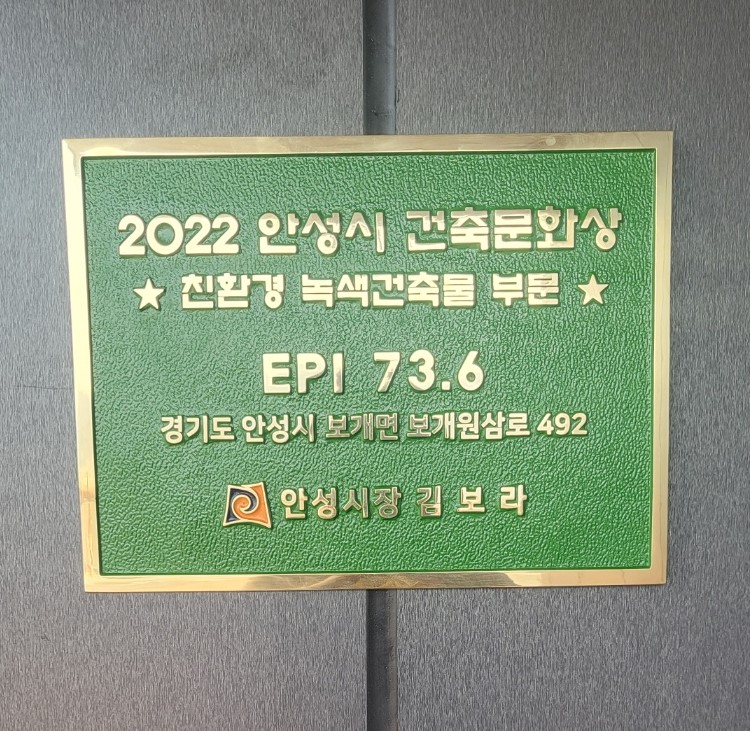 2022 안성시 건축문화상
★ 친환경 녹색건축물 부문 ★
EPI 73.6
경기도 안성시 보개면 보개원삼로 492
안성시장 김보라